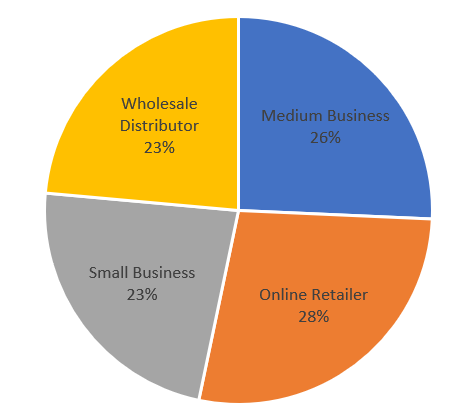 Wholesale
Distributor
23%
Medium Business
26%
Small Business
23%
Online Retailer
28%